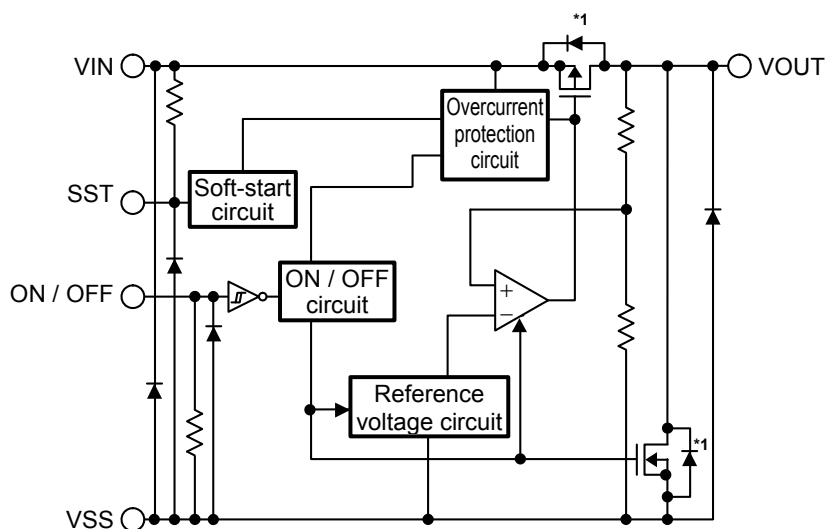 *1
VIN
VOUT
Overcurrent
protection
circuit
SST
Soft-start
circuit
ON / OFF
ON / OFF
circuit
+
−
Reference
voltage circuit
*1
VSS